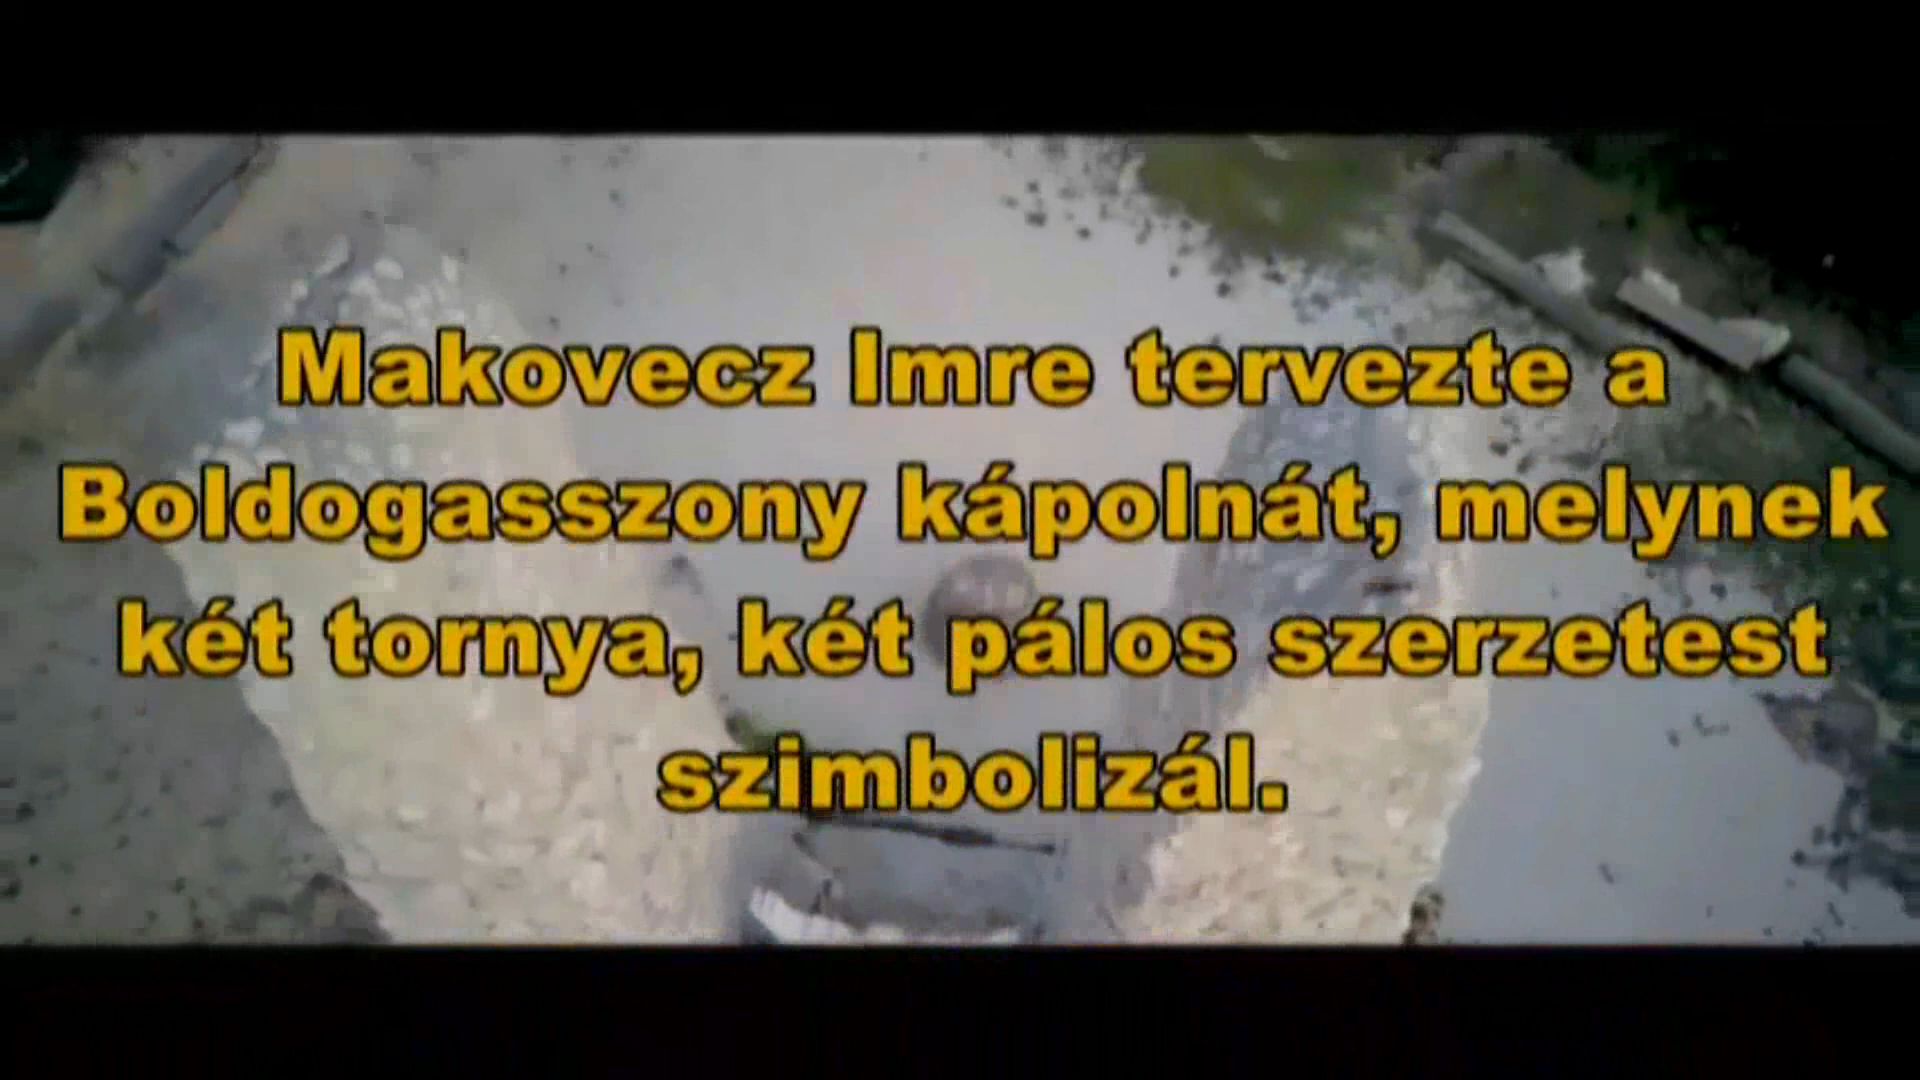 Makovecz Imre tervezte a
Boldogasszony kápolnát, melynek
két tornya, két pálos szerzetest
szimbolizál.